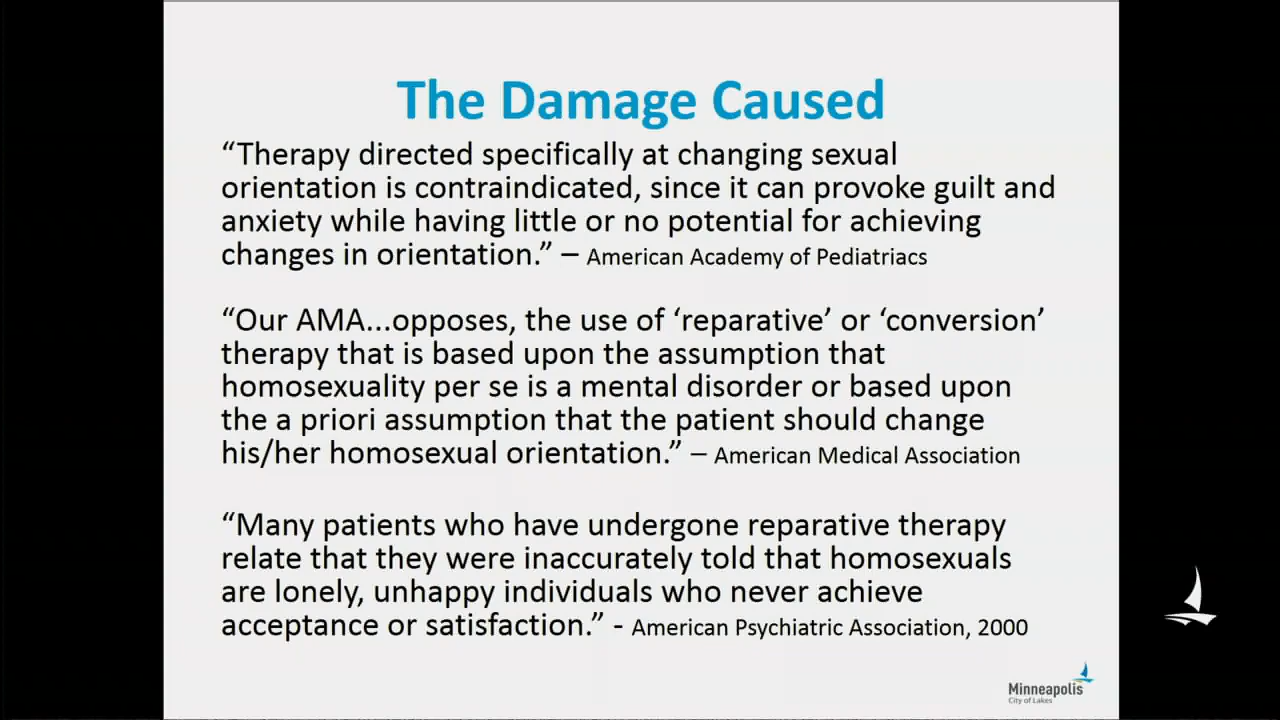 The Damage Caused
“Therapy directed specifically at changing sexual
orientation is contraindicated, since it can provoke guilt and
anxiety while having little or no potential for achieving
changes in orientation.” – American Academy of Pediatriacs
“Our AMA...opposes, the use of ‘reparative’ or ‘conversion’
therapy that is based upon the assumption that
homosexuality per se is a mental disorder or based upon
the a priori assumption that the patient should change
his/her homosexual orientation.” – American Medical Association
“Many patients who have undergone reparative therapy
relate that they were inaccurately told that homosexuals
are lonely, unhappy individuals who never achieve
acceptance or satisfaction.” - American Psychiatric Association, 2000
Minneapolis
City of Lakes